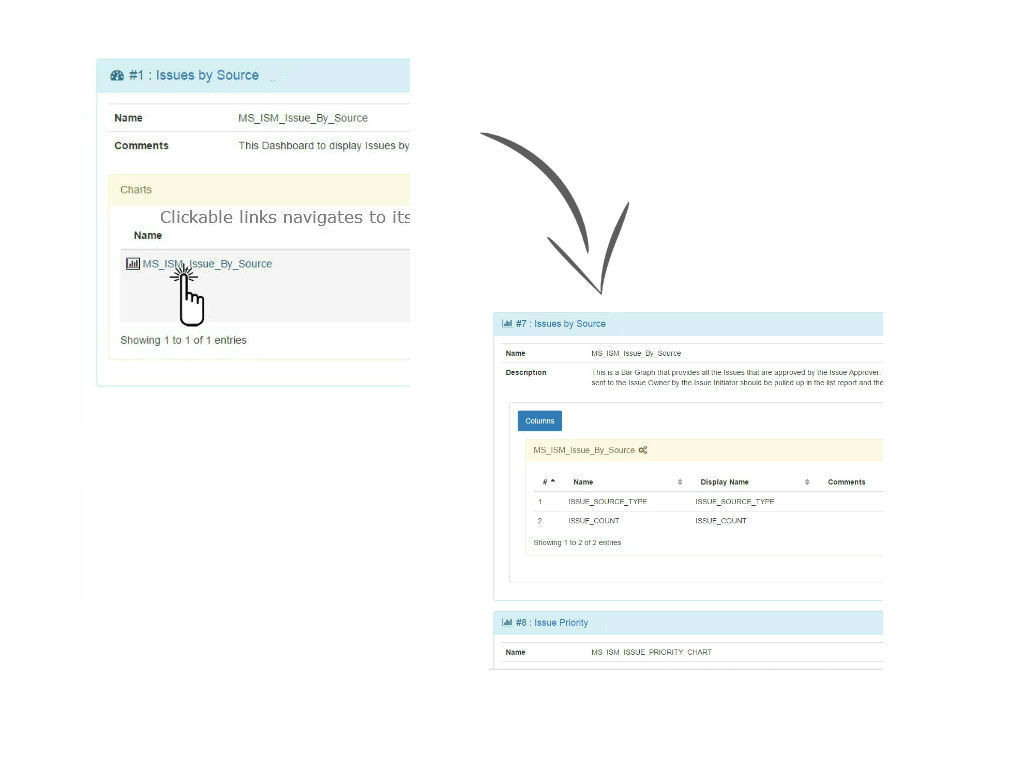 #1 : Issues by Source
Name MS_ISM_Issue_By_Source
Comments This Dashboard to display Issues by
Charts
Clickable links navigates to its
Name
MS_ISM_Issue_By_Source
Showing 1 to 1 of 1 entries
#7 : Issues by Source
Name MS_ISM_Issue_By_Source
Description This is a Bar Graph that provides all the Issues that are approved by the Issue Approver.
sent to the Issue Owner by the Issue Initiator should be pulled up in the list report and the
Columns
MS_ISM_Issue_By_Source
# Name Display Name Comments
1 ISSUE_SOURCE_TYPE ISSUE_SOURCE_TYPE
2 ISSUE_COUNT ISSUE_COUNT
Showing 1 to 2 of 2 entries
#8 : Issue Priority
Name MS_ISM_ISSUE_PRIORITY_CHART